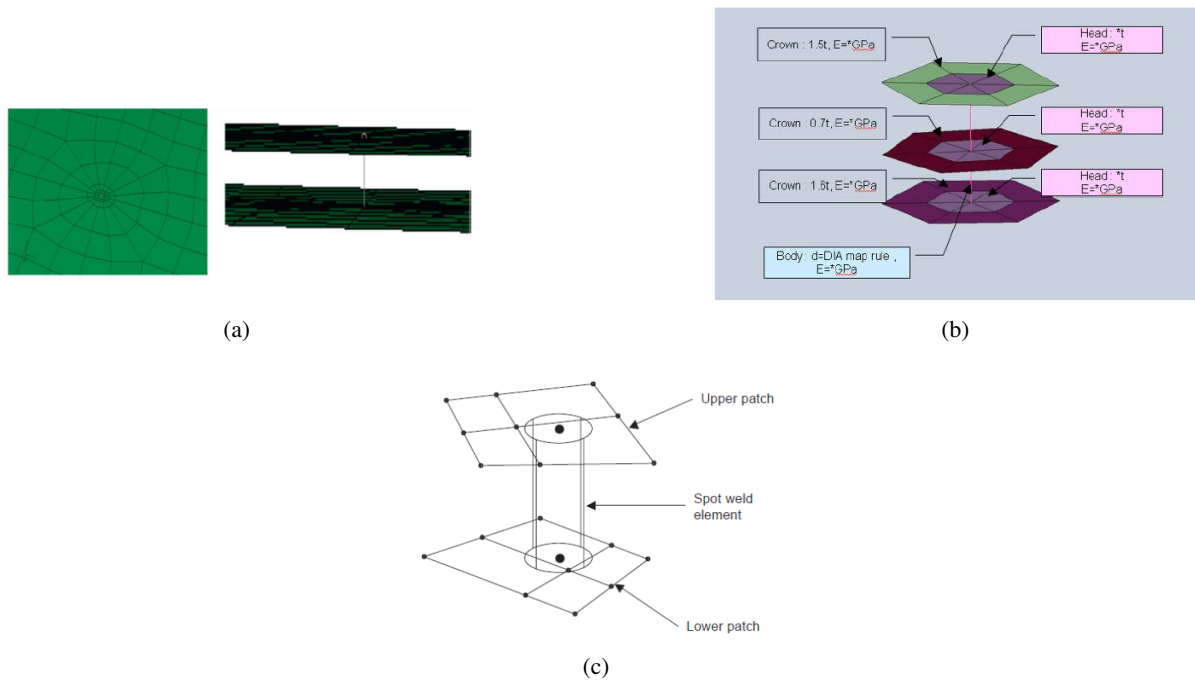 Crown : 1.5t, E=*GPa
Head : *t
E=*GPa
Crown : 0.7t, E=*GPa
Head : *t
E=*GPa
Crown : 1.6t, E=*GPa
Head : *t
E=*GPa
Body : d=DIA map rule ,
E=*GPa
(a)
(b)
Upper patch
Spot weld
element
Lower patch
(c)